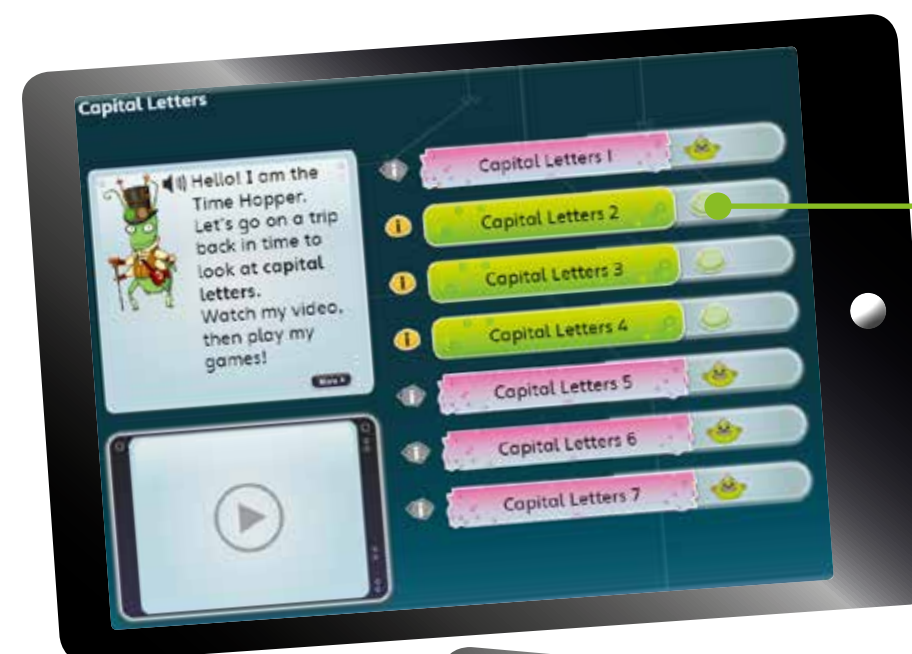 Capital Letters
Hello! I am the
Time Hopper.
Let's go on a trip
back in time to
look at capital
letters.
Watch my video,
then play my
games!
More
Capital Letters 1
Capital Letters 2
Capital Letters 3
Capital Letters 4
Capital Letters 5
Capital Letters 6
Capital Letters 7